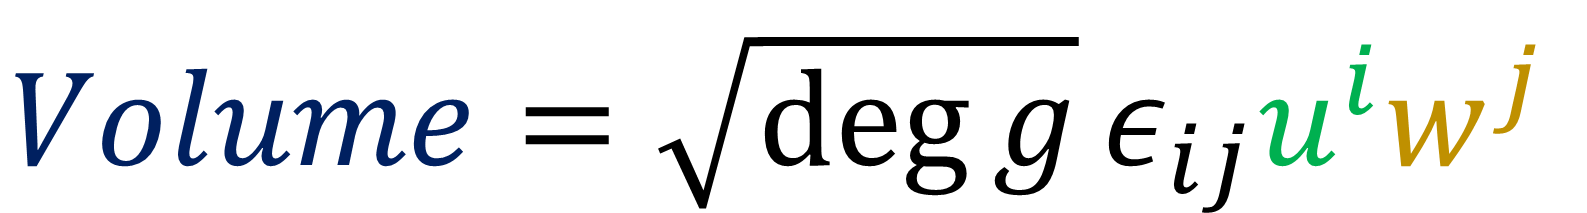 Volume = √deg g ϵᵢⱼuⁱwʲ